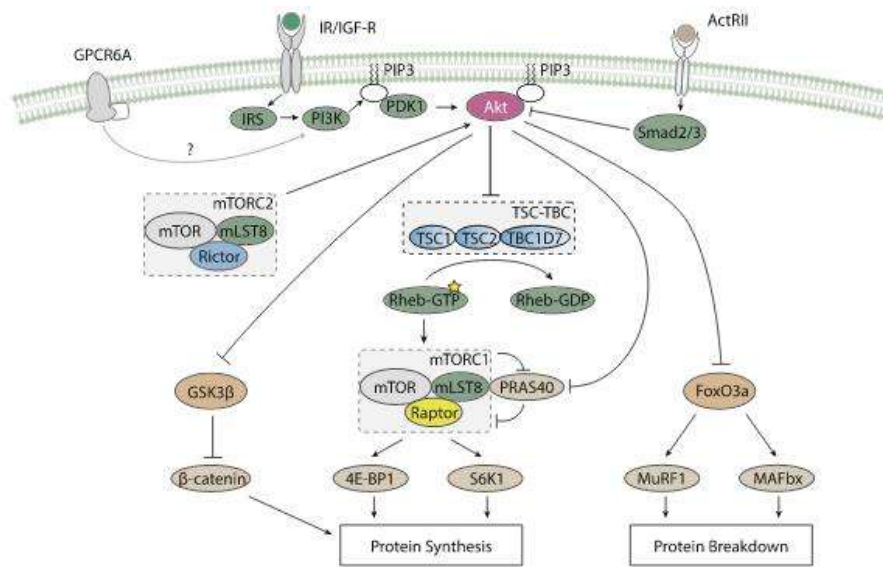 IR/IGF-R
ActRII
GPCR6A
PIP3
PIP3
IRS
PI3K
PDK1
Akt
Smad2/3
?
mTORC2
mTOR
mLST8
Rictor
TSC-TBC
TSC1
TSC2
TBC1D7
Rheb-GTP
Rheb-GDP
mTORC1
mTOR
mLST8
PRAS40
Raptor
GSK3β
FoxO3a
β-catenin
4E-BP1
S6K1
MuRF1
MAFbx
Protein Synthesis
Protein Breakdown